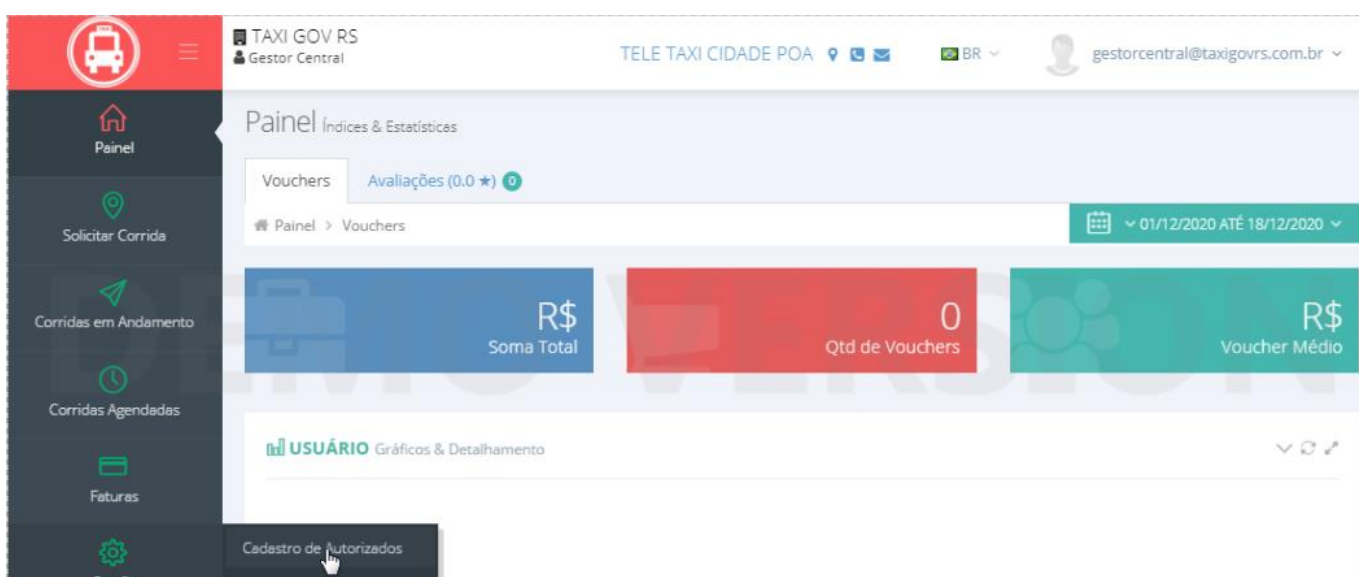 TAXI GOV RS
Gestor Central
TELE TAXI CIDADE POA
BR
gestorcentral@taxigovrs.com.br
Painel
Solicitar Corrida
Corridas em Andamento
Corridas Agendadas
Faturas
Painel Índices & Estatísticas
Vouchers Avaliações (0.0 ★) 0
Painel > Vouchers
01/12/2020 ATÉ 18/12/2020
R$
Soma Total
0
Qtd de Vouchers
R$
Voucher Médio
DEMO VERSION
USUÁRIO Gráficos & Detalhamento
Cadastro de Autorizados